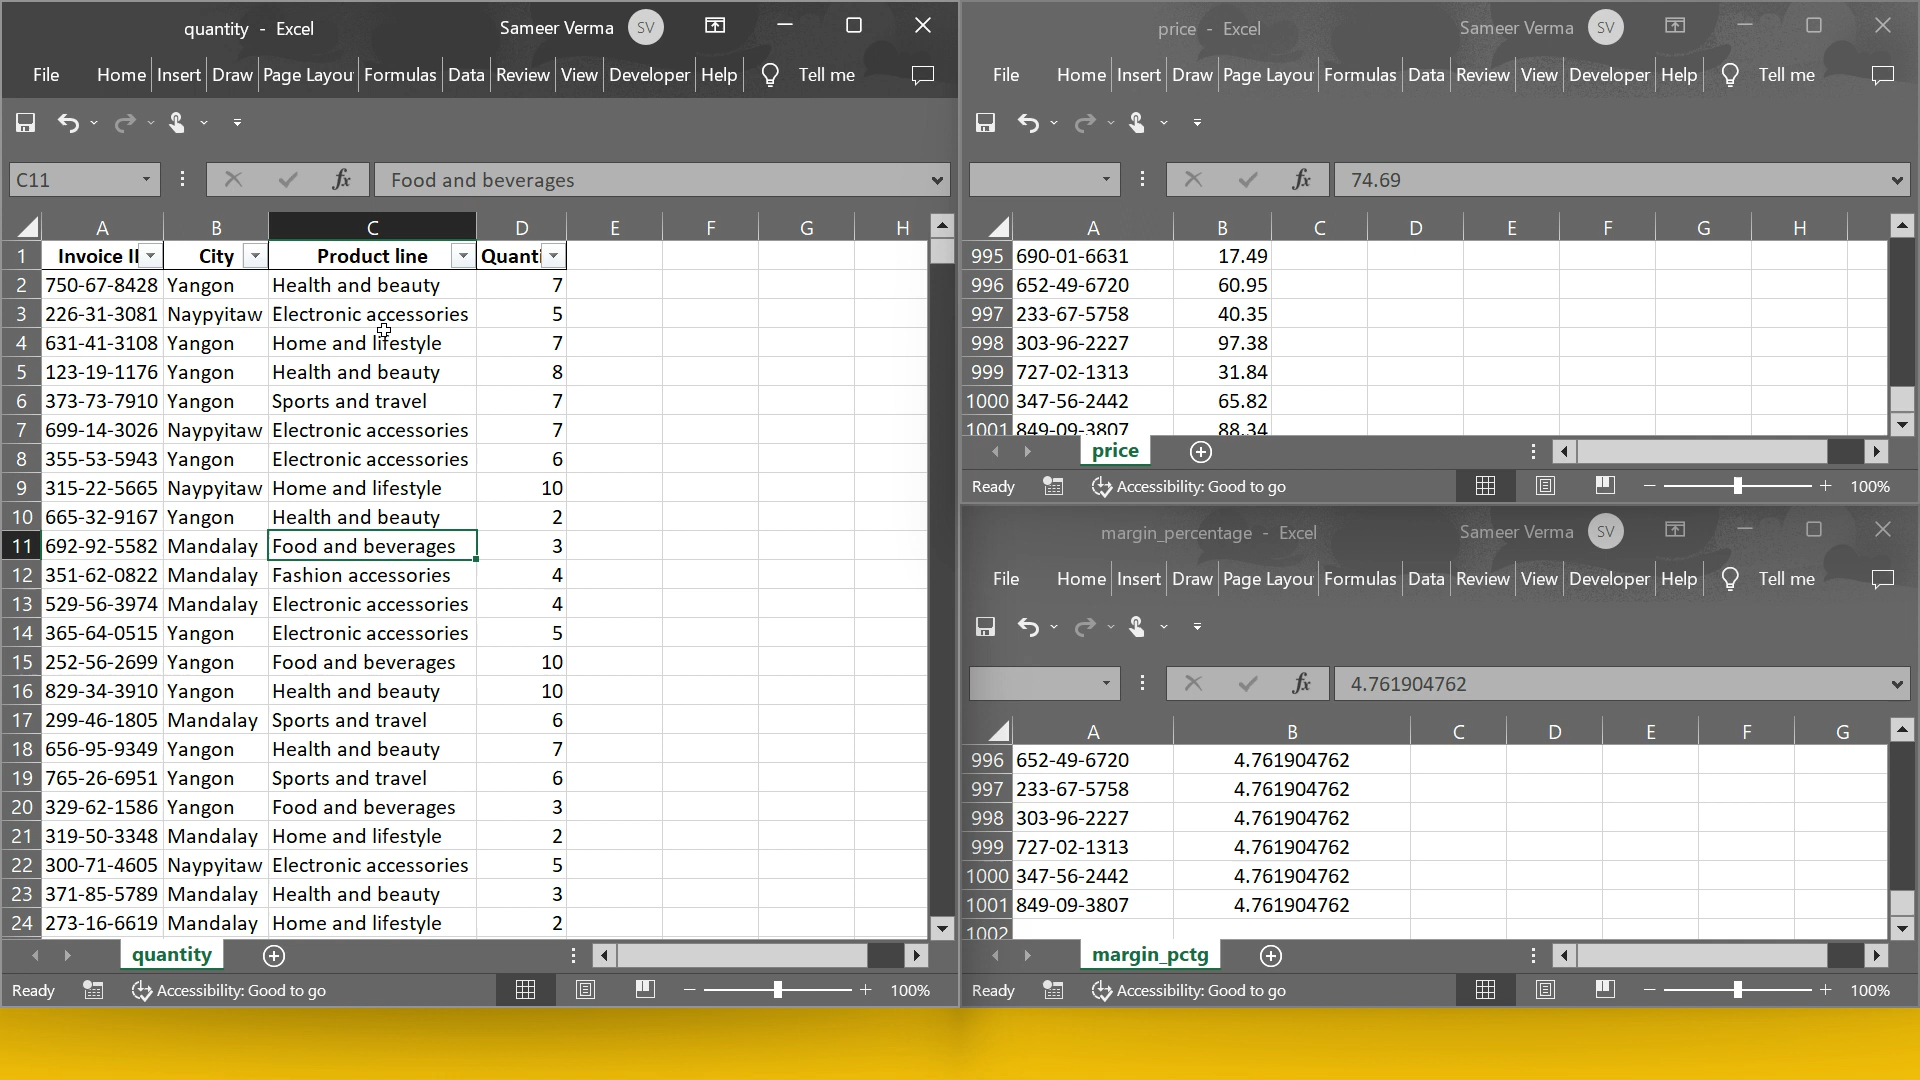 quantity - Excel
Sameer Verma SV
File Home Insert Draw Page Layou Formulas Data Review View Developer Help Tell me
C11 fx Food and beverages
A B C D E F G H
1 Invoice II City Product line Quanti
2 750-67-8428 Yangon Health and beauty 7
3 226-31-3081 Naypyitaw Electronic accessories 5
4 631-41-3108 Yangon Home and lifestyle 7
5 123-19-1176 Yangon Health and beauty 8
6 373-73-7910 Yangon Sports and travel 7
7 699-14-3026 Naypyitaw Electronic accessories 7
8 355-53-5943 Yangon Electronic accessories 6
9 315-22-5665 Naypyitaw Home and lifestyle 10
10 665-32-9167 Yangon Health and beauty 2
11 692-92-5582 Mandalay Food and beverages 3
12 351-62-0822 Mandalay Fashion accessories 4
13 529-56-3974 Mandalay Electronic accessories 4
14 365-64-0515 Yangon Electronic accessories 5
15 252-56-2699 Yangon Food and beverages 10
16 829-34-3910 Yangon Health and beauty 10
17 299-46-1805 Mandalay Sports and travel 6
18 656-95-9349 Yangon Health and beauty 7
19 765-26-6951 Yangon Sports and travel 6
20 329-62-1586 Yangon Food and beverages 3
21 319-50-3348 Mandalay Home and lifestyle 2
22 300-71-4605 Naypyitaw Electronic accessories 5
23 371-85-5789 Mandalay Health and beauty 3
24 273-16-6619 Mandalay Home and lifestyle 2
quantity
Ready Accessibility: Good to go 100%
price - Excel
Sameer Verma SV
File Home Insert Draw Page Layou Formulas Data Review View Developer Help Tell me
fx 74.69
A B C D E F G H
995 690-01-6631 17.49
996 652-49-6720 60.95
997 233-67-5758 40.35
998 303-96-2227 97.38
999 727-02-1313 31.84
1000 347-56-2442 65.82
1001 849-09-3807 88.34
price
Ready Accessibility: Good to go 100%
margin_percentage - Excel
Sameer Verma SV
File Home Insert Draw Page Layou Formulas Data Review View Developer Help Tell me
fx 4.761904762
A B C D E F G
996 652-49-6720 4.761904762
997 233-67-5758 4.761904762
998 303-96-2227 4.761904762
999 727-02-1313 4.761904762
1000 347-56-2442 4.761904762
1001 849-09-3807 4.761904762
1002
margin_pctg
Ready Accessibility: Good to go 100%